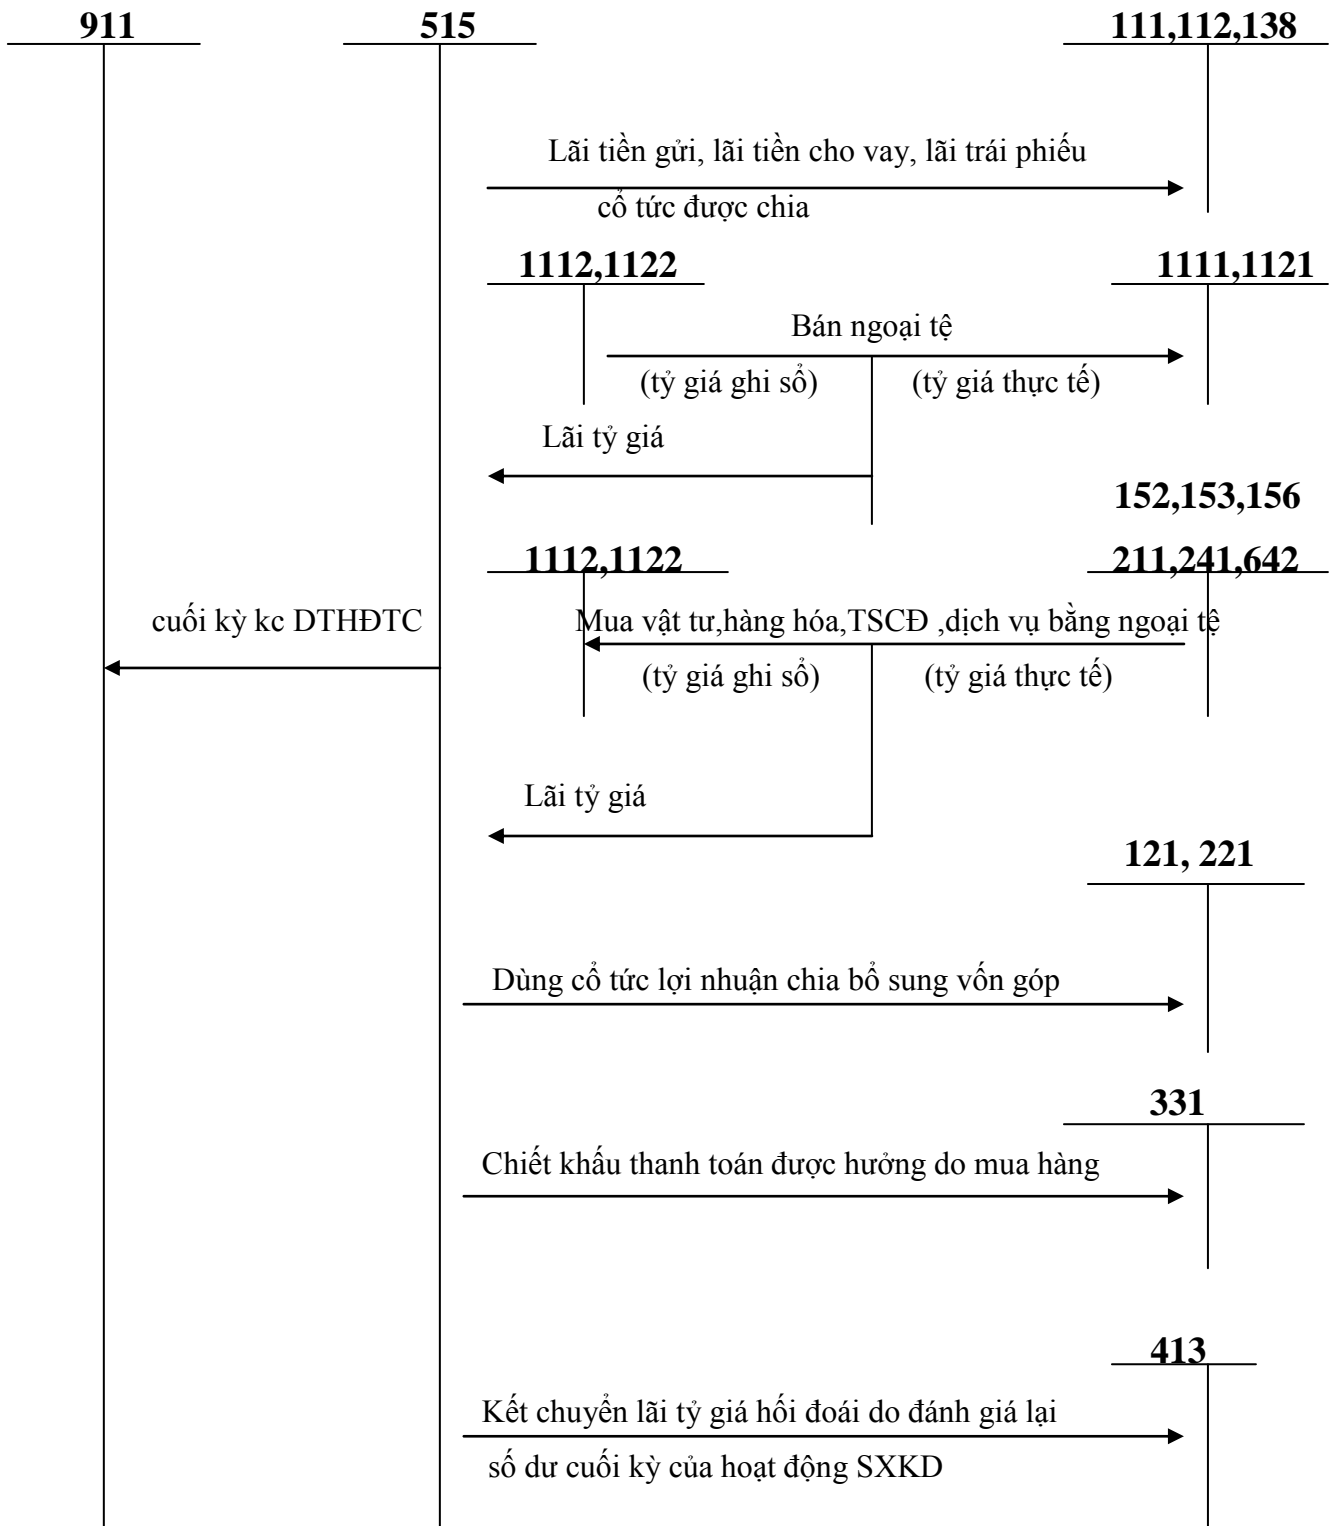 911
515
111,112,138
Lãi tiền gửi, lãi tiền cho vay, lãi trái phiếu
cổ tức được chia
1112,1122
1111,1121
Bán ngoại tệ
(tỷ giá ghi sổ)
(tỷ giá thực tế)
Lãi tỷ giá
152,153,156
1112,1122
211,241,642
cuối kỳ kc DTHĐTC
Mua vật tư,hàng hóa,TSCĐ ,dịch vụ bằng ngoại tệ
(tỷ giá ghi sổ)
(tỷ giá thực tế)
Lãi tỷ giá
121, 221
Dùng cổ tức lợi nhuận chia bổ sung vốn góp
331
Chiết khấu thanh toán được hưởng do mua hàng
413
Kết chuyển lãi tỷ giá hối đoái do đánh giá lại
số dư cuối kỳ của hoạt động SXKD